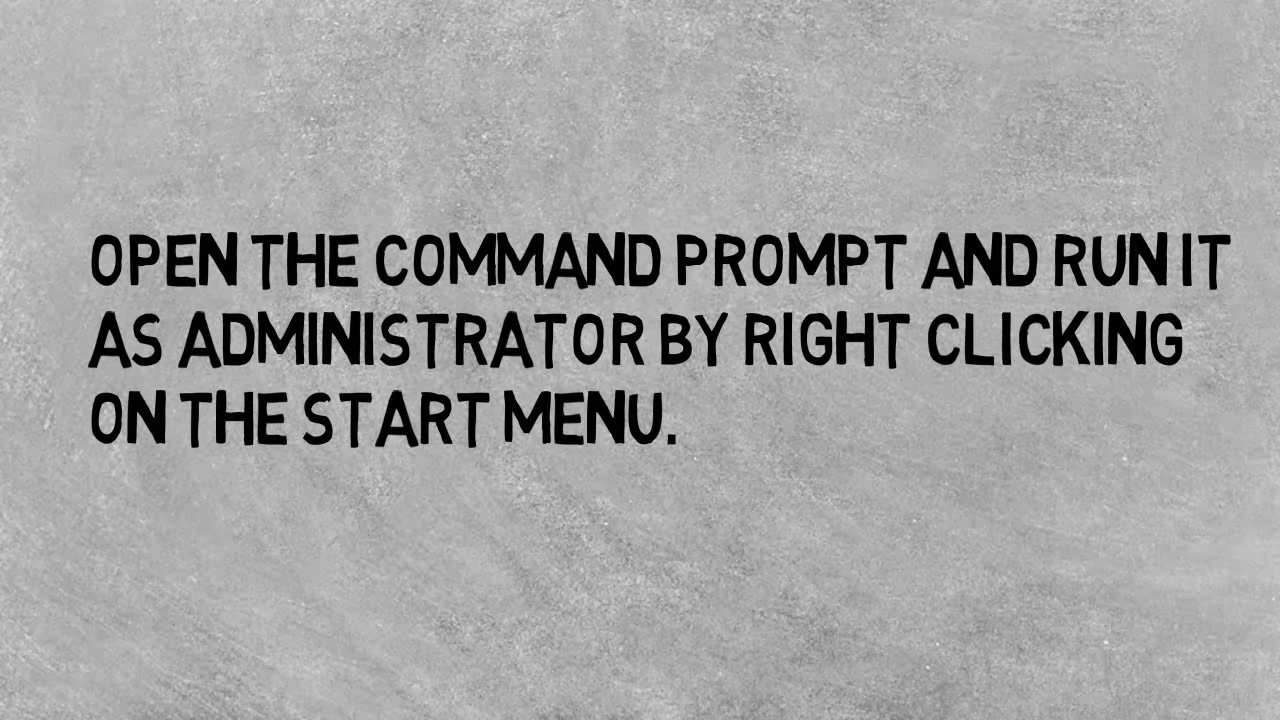 OPEN THE COMMAND PROMPT AND RUN IT
AS ADMINISTRATOR BY RIGHT CLICKING
ON THE START MENU.